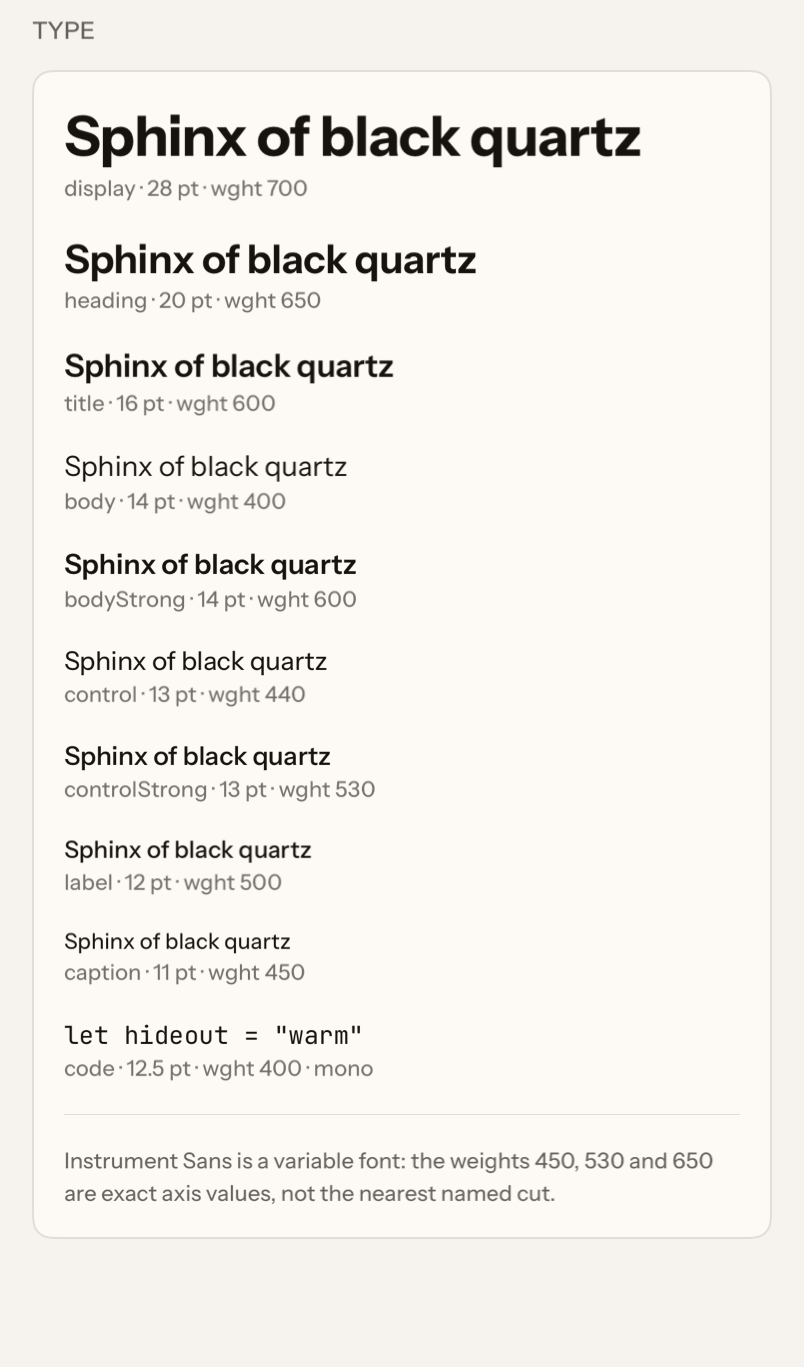 TYPE
Sphinx of black quartz
display · 28 pt · wght 700
Sphinx of black quartz
heading · 20 pt · wght 650
Sphinx of black quartz
title · 16 pt · wght 600
Sphinx of black quartz
body · 14 pt · wght 400
Sphinx of black quartz
bodyStrong · 14 pt · wght 600
Sphinx of black quartz
control · 13 pt · wght 440
Sphinx of black quartz
controlStrong · 13 pt · wght 530
Sphinx of black quartz
label · 12 pt · wght 500
Sphinx of black quartz
caption · 11 pt · wght 450
let hideout = "warm"
code · 12.5 pt · wght 400 · mono
Instrument Sans is a variable font: the weights 450, 530 and 650
are exact axis values, not the nearest named cut.